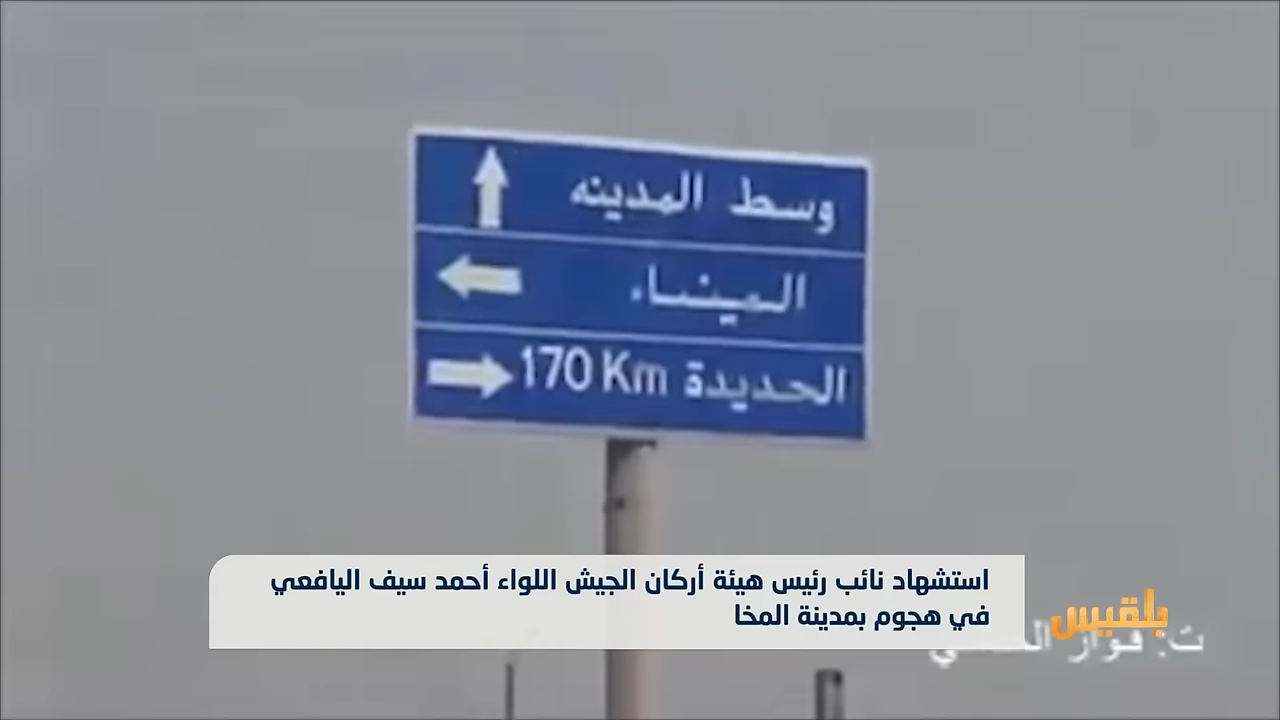 وسط المدينه
الميناء
الحديدة 170 Km
استشهاد نائب رئيس هيئة أركان الجيش اللواء أحمد سيف اليافعي
في هجوم بمدينة المخا
بلقيس
ت: فواز